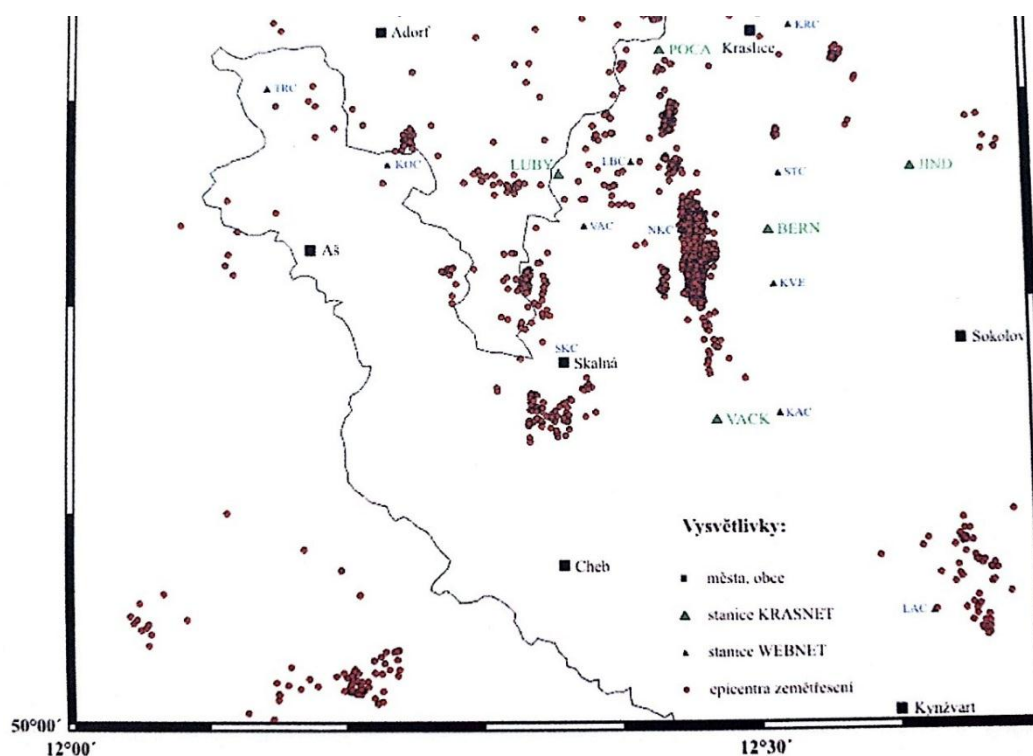 KRC
Adorf
Kraslice
POCA
TRC
LUBY
LBC
KOC
STC
JIND
VAC
NKC
BERN
Aš
KVE
SKC
Sokolov
Skalná
VACK
KAC
Vysvětlivky:
Cheb
města, obce
LAC
stanice KRASNET
stanice WEBNET
epicentra zemětřesení
Kynžvart
50°00´
12°00´
12°30´